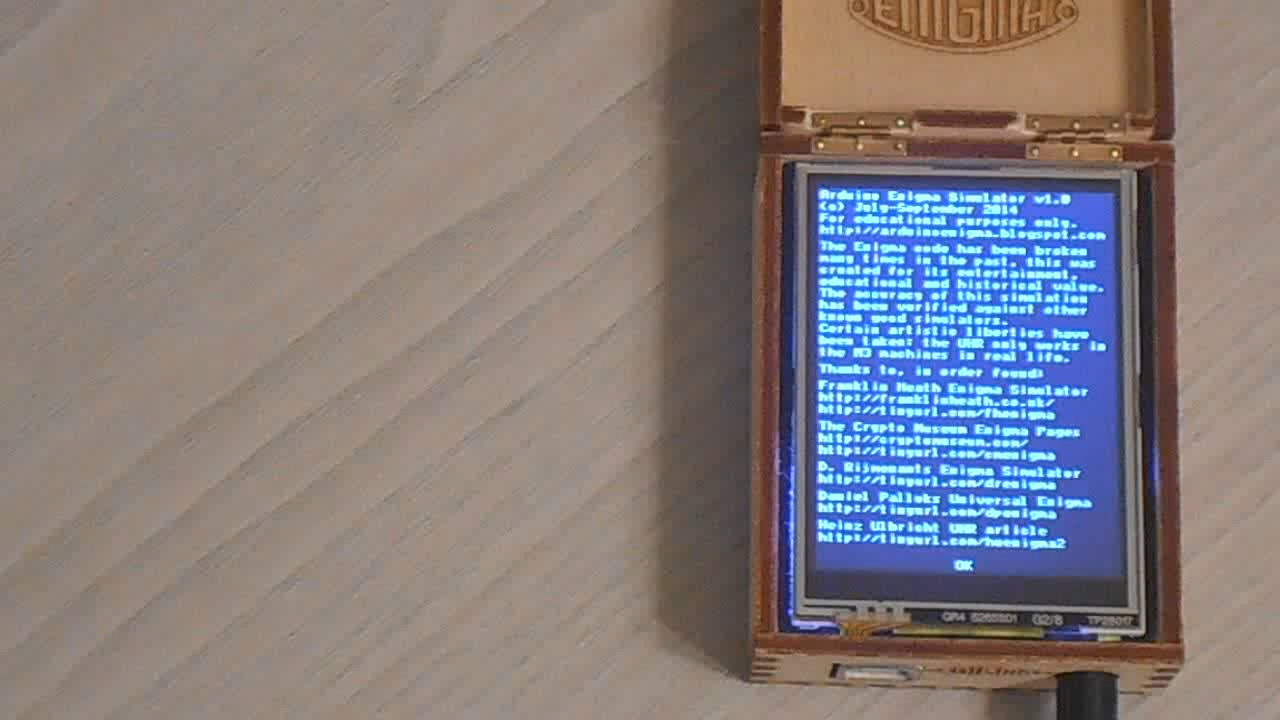 ENIGMA
Arduino Enigma Simulator v1.0
(c) July-September 2014
For educational purposes only.
http://arduinoenigma.blogspot.com
The Enigma code has been broken
many times in the past, this was
created for its entertainment,
educational and historical value.
The accuracy of this simulation
has been verified against other
known good simulators.
Certain artistic liberties have
been taken: the UHR only works in
the M3 machines in real life.
Thanks to, in order found:
Franklin Heath Enigma Simulator
http://franklinheath.co.uk/
http://tinyurl.com/fhenigma
The Crypto Museum Enigma Pages
http://cryptomuseum.com/
http://tinyurl.com/cmenigma
D. Rijmenants Enigma Simulator
http://tinyurl.com/drenigma
Daniel Palloks Universal Enigma
http://tinyurl.com/dpenigma
Heinz Ulbricht UHR article
http://tinyurl.com/huenigma2
OK
G2/8
ENIGMA